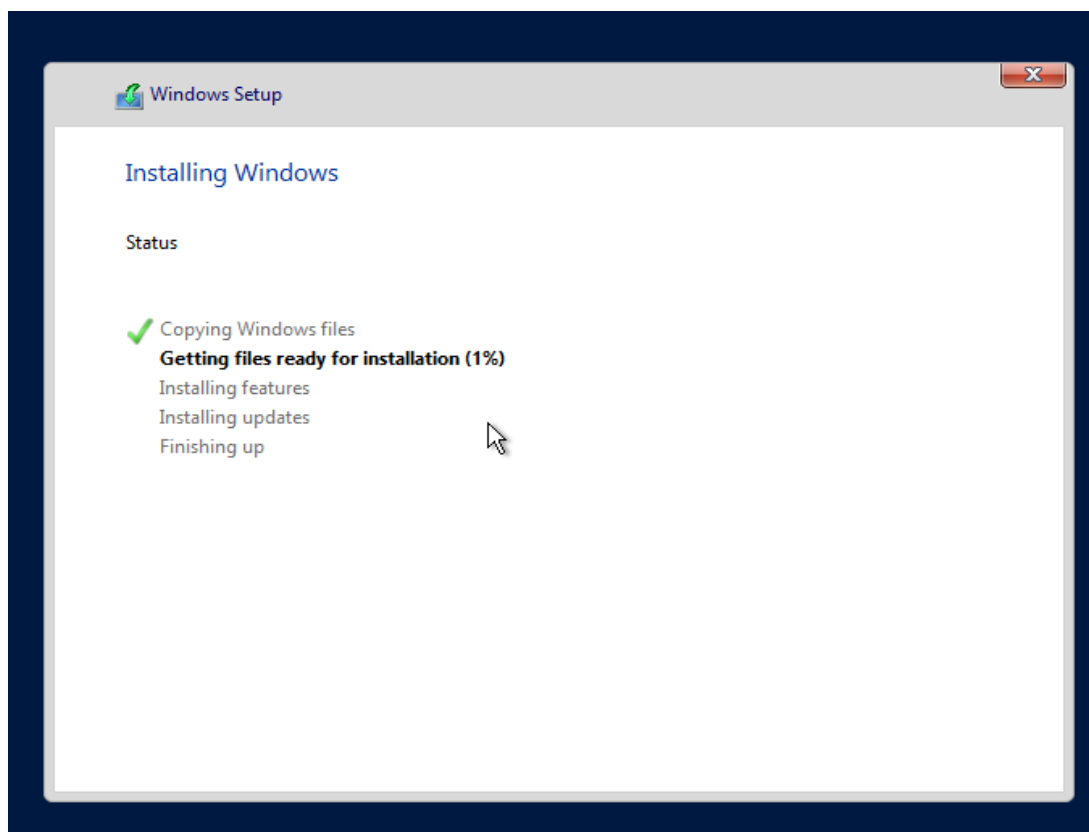 Windows Setup
Installing Windows
Status
Copying Windows files
Getting files ready for installation (1%)
Installing features
Installing updates
Finishing up